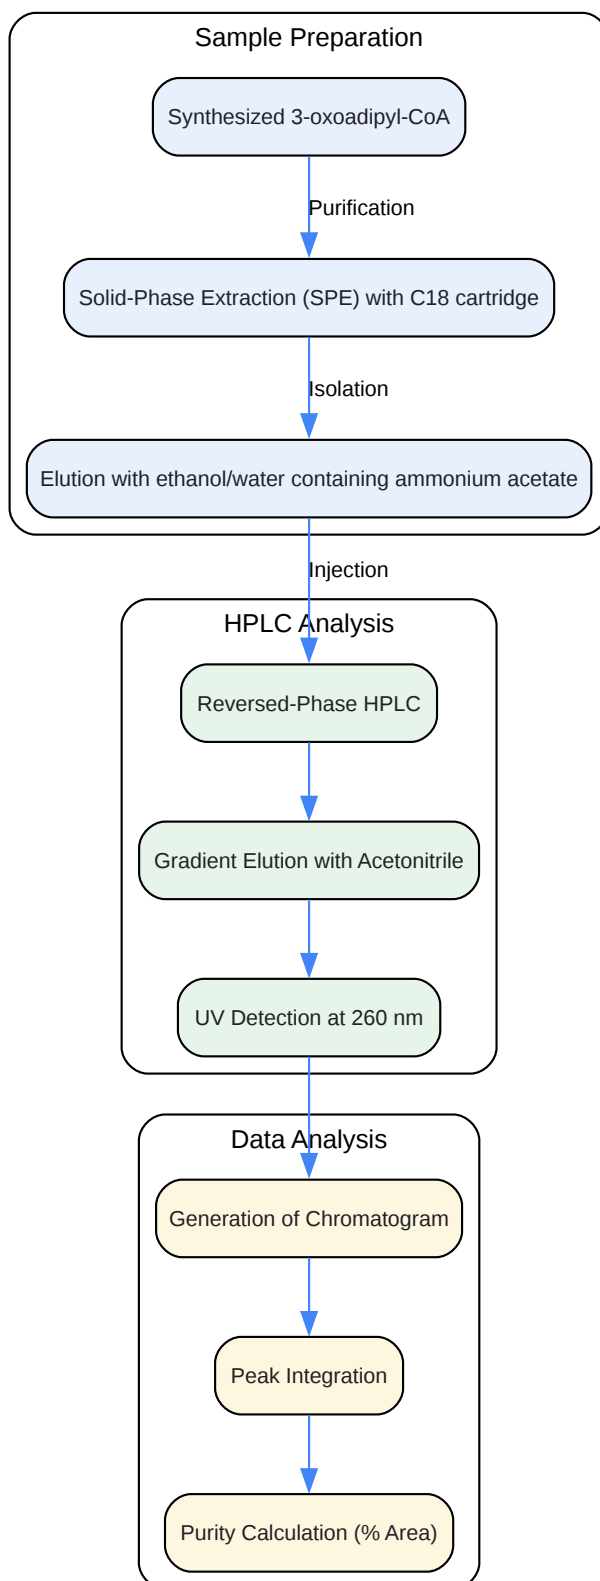 Sample Preparation
Synthesized 3-oxoadipyl-CoA
Purification
Solid-Phase Extraction (SPE) with C18 cartridge
Isolation
Elution with ethanol/water containing ammonium acetate
Injection
HPLC Analysis
Reversed-Phase HPLC
Gradient Elution with Acetonitrile
UV Detection at 260 nm
Data Analysis
Generation of Chromatogram
Peak Integration
Purity Calculation (% Area)